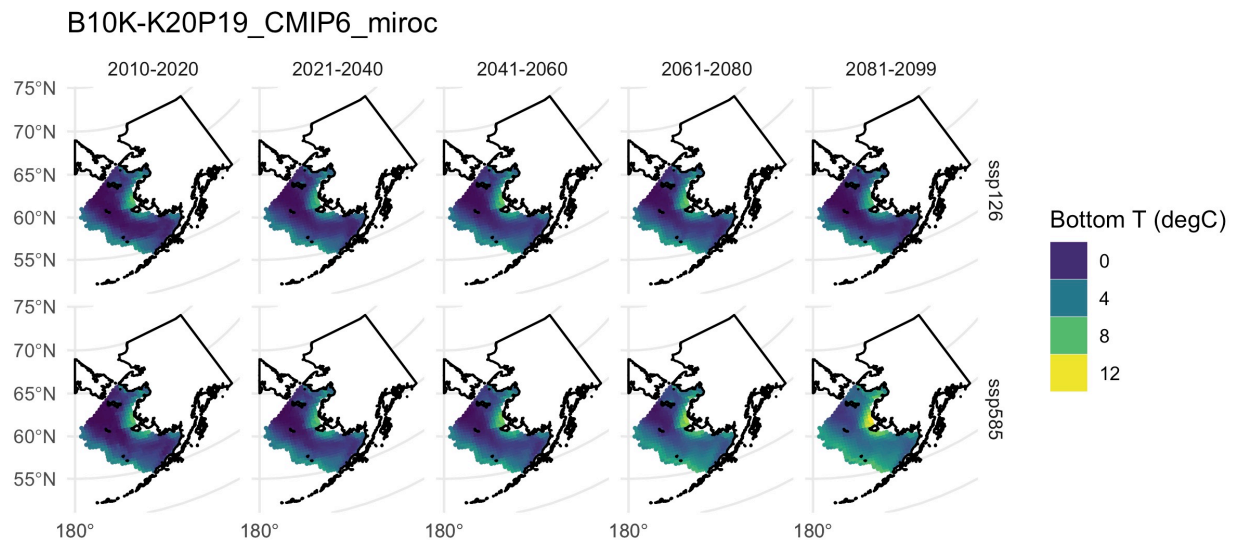 B10K-K20P19_CMIP6_miroc
2010-2020 2021-2040 2041-2060 2061-2080 2081-2099
75°N
70°N
65°N
60°N
55°N
ssp126
75°N
70°N
65°N
60°N
55°N
ssp585
180° 180° 180° 180° 180°
Bottom T (degC)
0
4
8
12